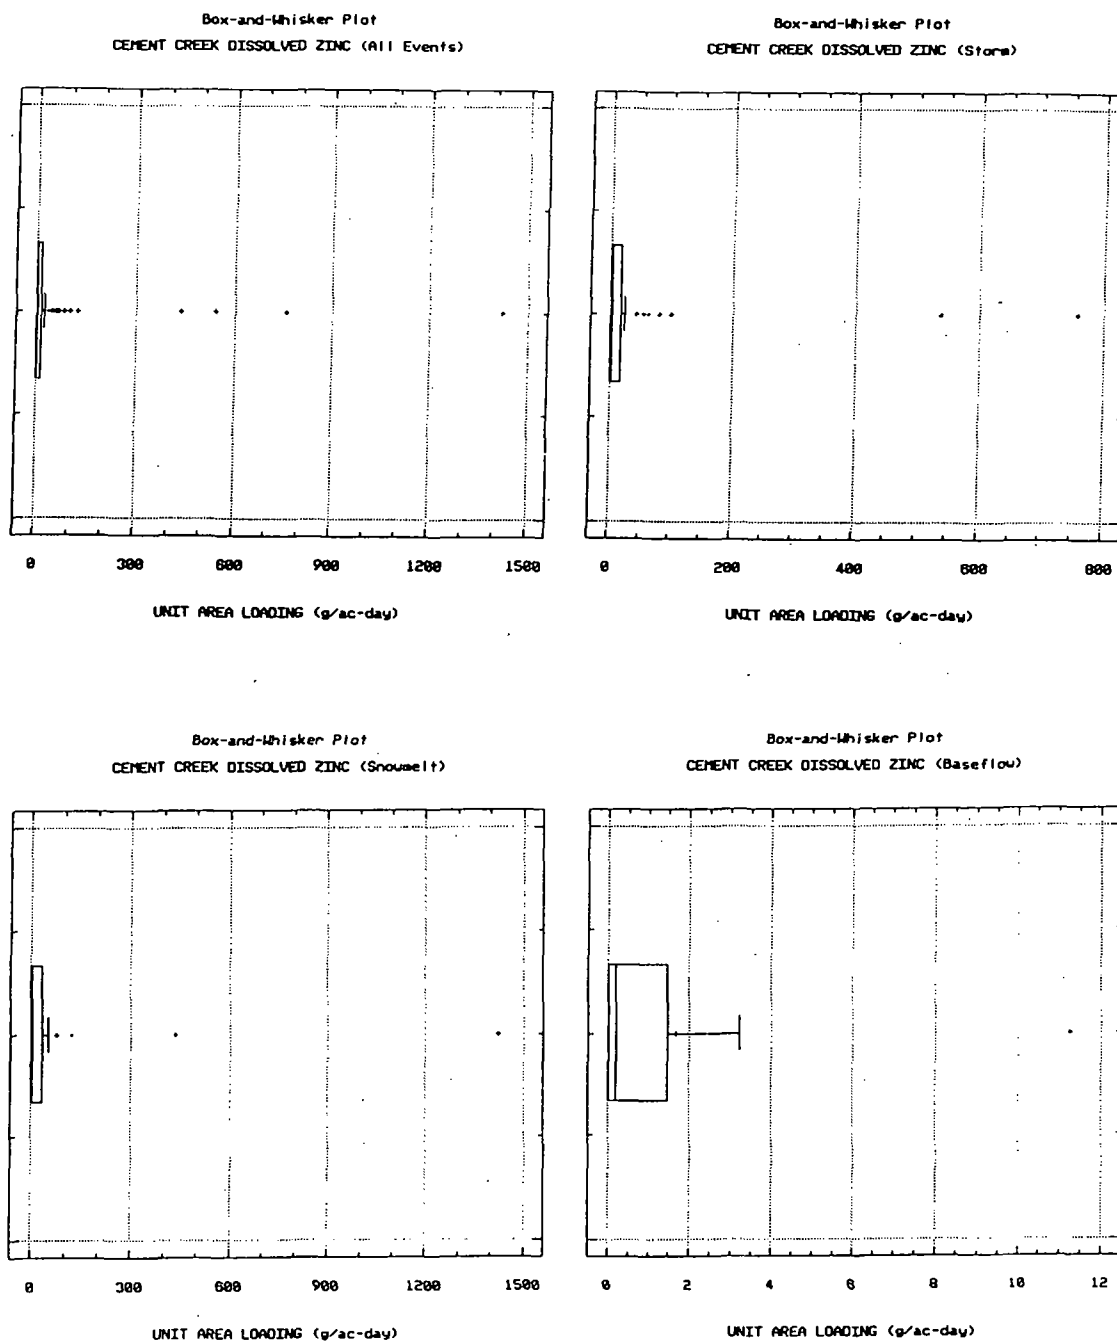 Box-and-Whisker Plot
CEMENT CREEK DISSOLVED ZINC (All Events)
0 300 600 900 1200 1500
UNIT AREA LOADING (g/ac-day)
Box-and-Whisker Plot
CEMENT CREEK DISSOLVED ZINC (Storm)
0 200 400 600 800
UNIT AREA LOADING (g/ac-day)
Box-and-Whisker Plot
CEMENT CREEK DISSOLVED ZINC (Snowmelt)
0 300 600 900 1200 1500
UNIT AREA LOADING (g/ac-day)
Box-and-Whisker Plot
CEMENT CREEK DISSOLVED ZINC (Baseflow)
0 2 4 6 8 10 12
UNIT AREA LOADING (g/ac-day)